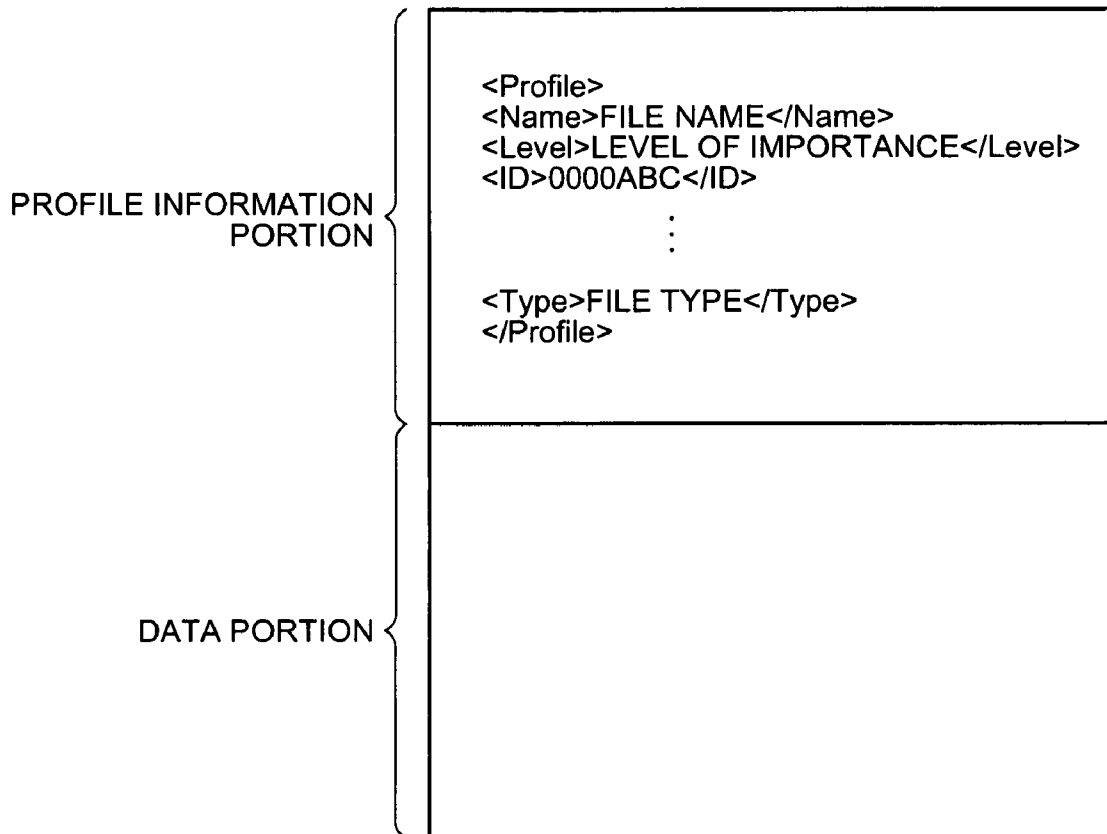 PROFILE INFORMATION
PORTION
<Profile>
<Name>FILE NAME</Name>
<Level>LEVEL OF IMPORTANCE</Level>
<ID>0000ABC</ID>
<Type>FILE TYPE</Type>
</Profile>
DATA PORTION